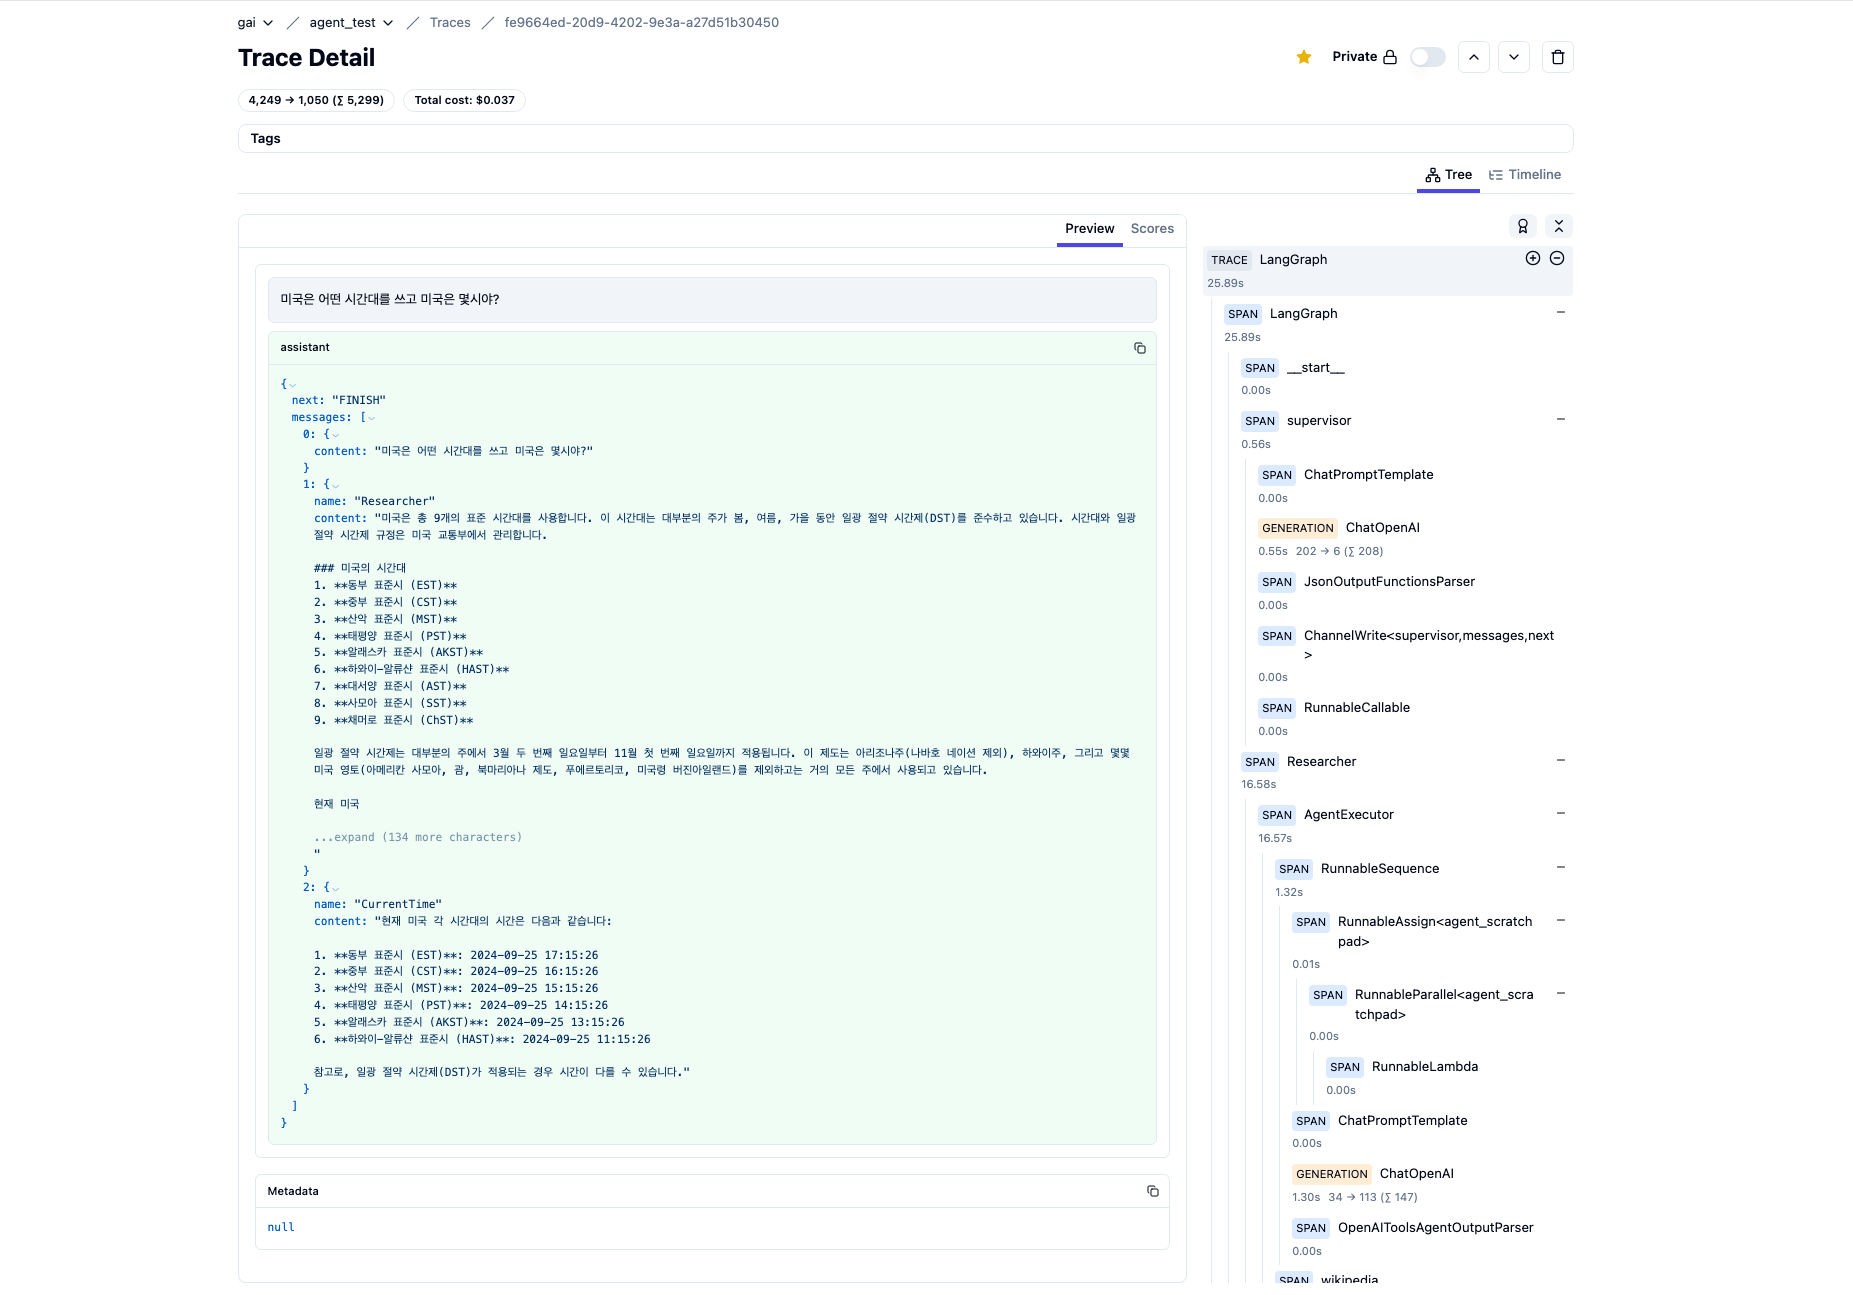 gai / agent_test / Traces / fe9664ed-20d9-4202-9e3a-a27d51b30450
Trace Detail
Private
4,249 → 1,050 (∑ 5,299)
Total cost: $0.037
Tags
Tree
Timeline
Preview
Scores
미국은 어떤 시간대를 쓰고 미국은 몇시야?
assistant
{
next: "FINISH"
messages: [
0: {
content: "미국은 어떤 시간대를 쓰고 미국은 몇시야?"
}
1: {
name: "Researcher"
content: "미국은 총 9개의 표준 시간대를 사용합니다. 이 시간대는 대부분의 주가 봄, 여름, 가을 동안 일광 절약 시간제(DST)를 준수하고 있습니다. 시간대와 일광
절약 시간제 규정은 미국 교통부에서 관리합니다.
### 미국의 시간대
1. **동부 표준시 (EST)**
2. **중부 표준시 (CST)**
3. **산악 표준시 (MST)**
4. **태평양 표준시 (PST)**
5. **알래스카 표준시 (AKST)**
6. **하와이-알류샨 표준시 (HAST)**
7. **대서양 표준시 (AST)**
8. **사모아 표준시 (SST)**
9. **채머로 표준시 (ChST)**
일광 절약 시간제는 대부분의 주에서 3월 두 번째 일요일부터 11월 첫 번째 일요일까지 적용됩니다. 이 제도는 아리조나주(나바호 네이션 제외), 하와이주, 그리고 몇몇
미국 영토(아메리칸 사모아, 괌, 북마리아나 제도, 푸에르토리코, 미국령 버진아일랜드)를 제외하고는 거의 모든 주에서 사용되고 있습니다.
현재 미국
...expand (134 more characters)
"
}
2: {
name: "CurrentTime"
content: "현재 미국 각 시간대의 시간은 다음과 같습니다:
1. **동부 표준시 (EST)**: 2024-09-25 17:15:26
2. **중부 표준시 (CST)**: 2024-09-25 16:15:26
3. **산악 표준시 (MST)**: 2024-09-25 15:15:26
4. **태평양 표준시 (PST)**: 2024-09-25 14:15:26
5. **알래스카 표준시 (AKST)**: 2024-09-25 13:15:26
6. **하와이-알류샨 표준시 (HAST)**: 2024-09-25 11:15:26
참고로, 일광 절약 시간제(DST)가 적용되는 경우 시간이 다를 수 있습니다."
}
]
}
Metadata
null
TRACE LangGraph
25.89s
SPAN LangGraph
25.89s
SPAN __start__
0.00s
SPAN supervisor
0.56s
SPAN ChatPromptTemplate
0.00s
GENERATION ChatOpenAI
0.55s 202 → 6 (∑ 208)
SPAN JsonOutputFunctionsParser
0.00s
SPAN ChannelWrite<supervisor,messages,next
>
0.00s
SPAN RunnableCallable
0.00s
SPAN Researcher
16.58s
SPAN AgentExecutor
16.57s
SPAN RunnableSequence
1.32s
SPAN RunnableAssign<agent_scratch
pad>
0.01s
SPAN RunnableParallel<agent_scra
tchpad>
0.00s
SPAN RunnableLambda
0.00s
SPAN ChatPromptTemplate
0.00s
GENERATION ChatOpenAI
1.30s 34 → 113 (∑ 147)
SPAN OpenAIToolsAgentOutputParser
0.00s
SPAN wikipedia